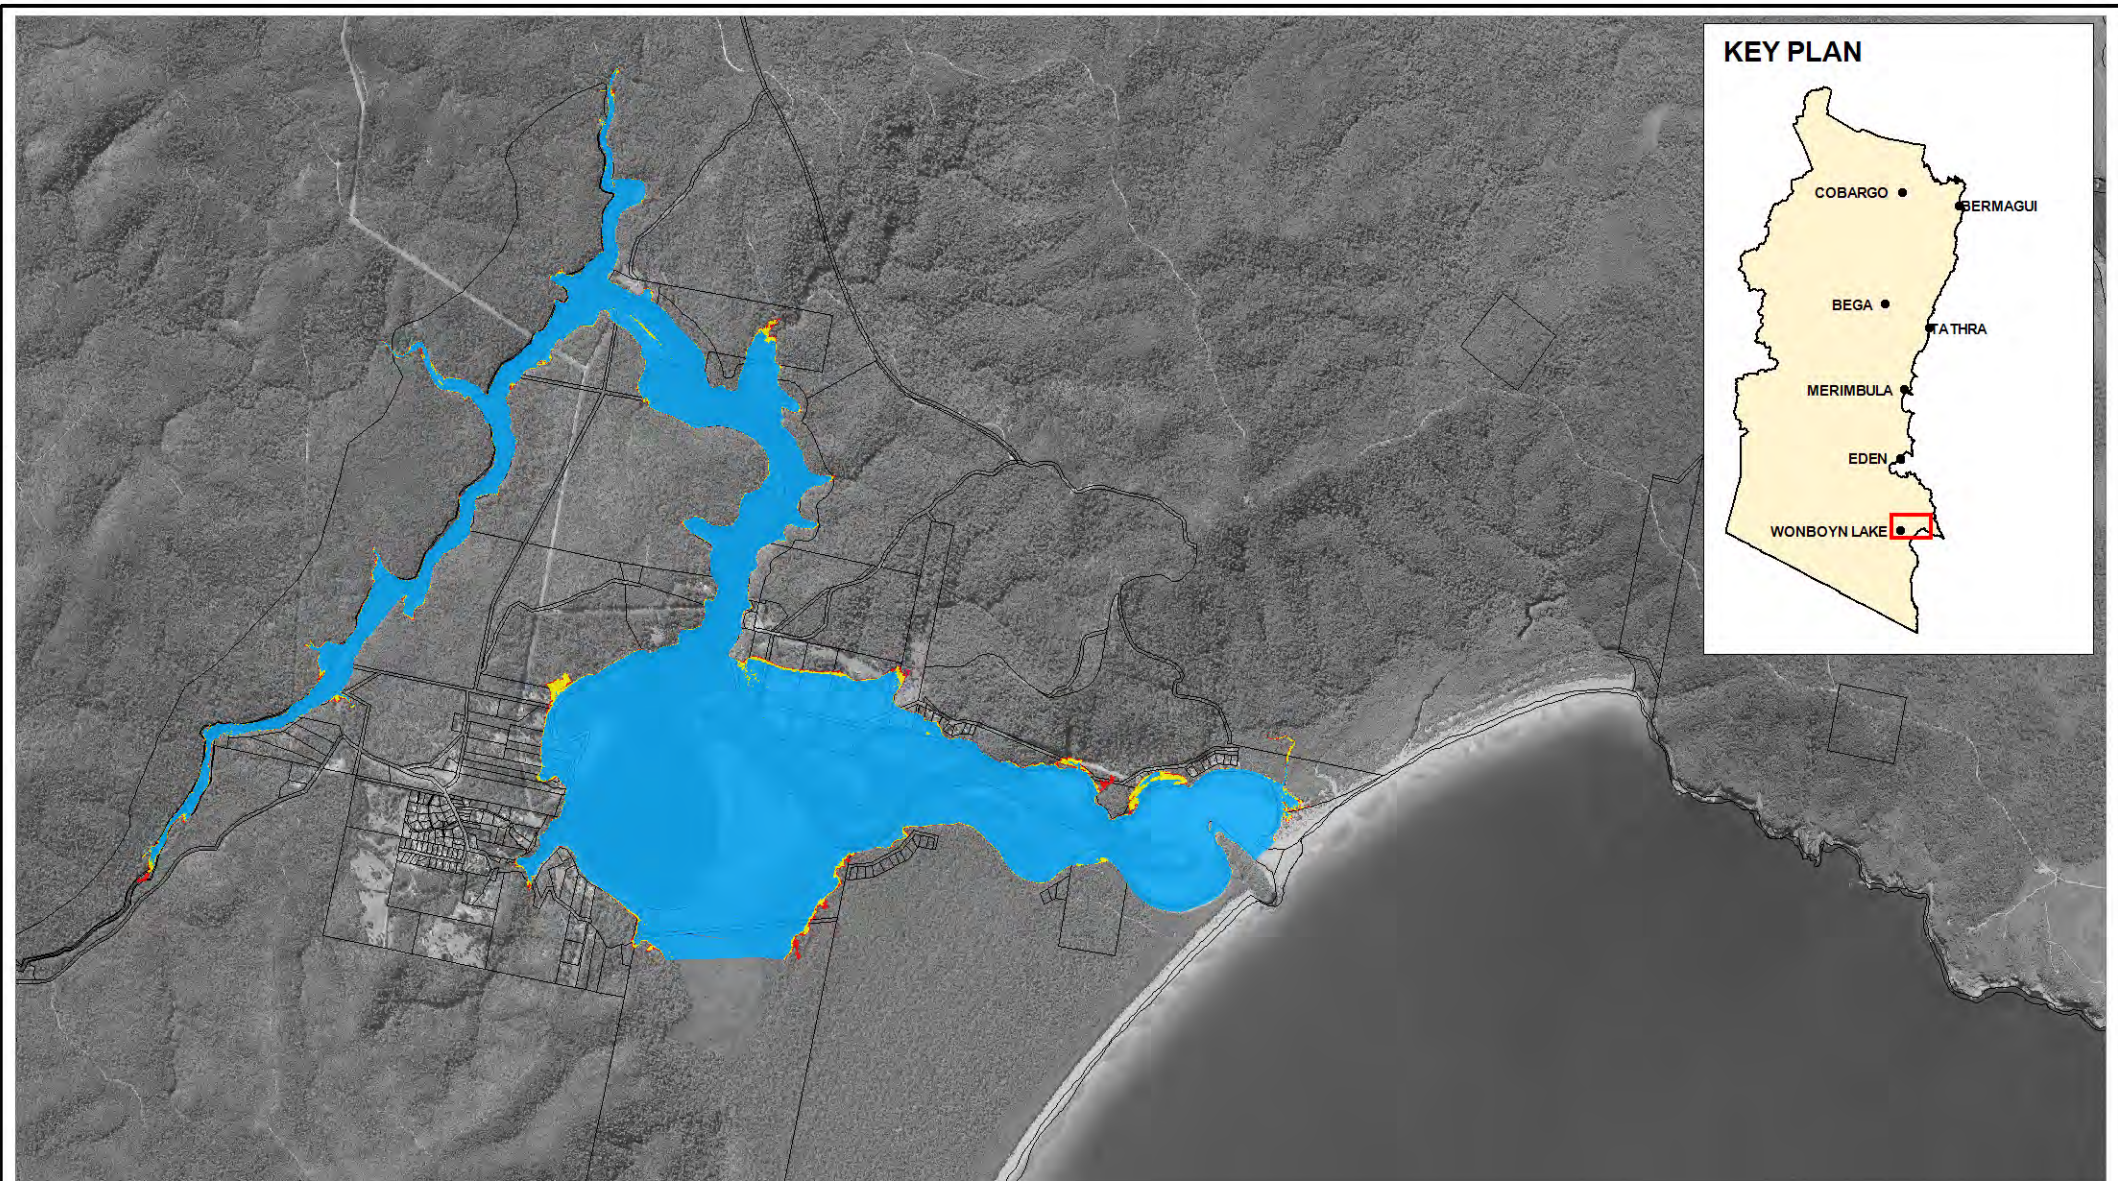 KEY PLAN
COBARGO
BERMAGUI
BEGA
TATHRA
MERIMBULA
EDEN
WONBOYN LAKE